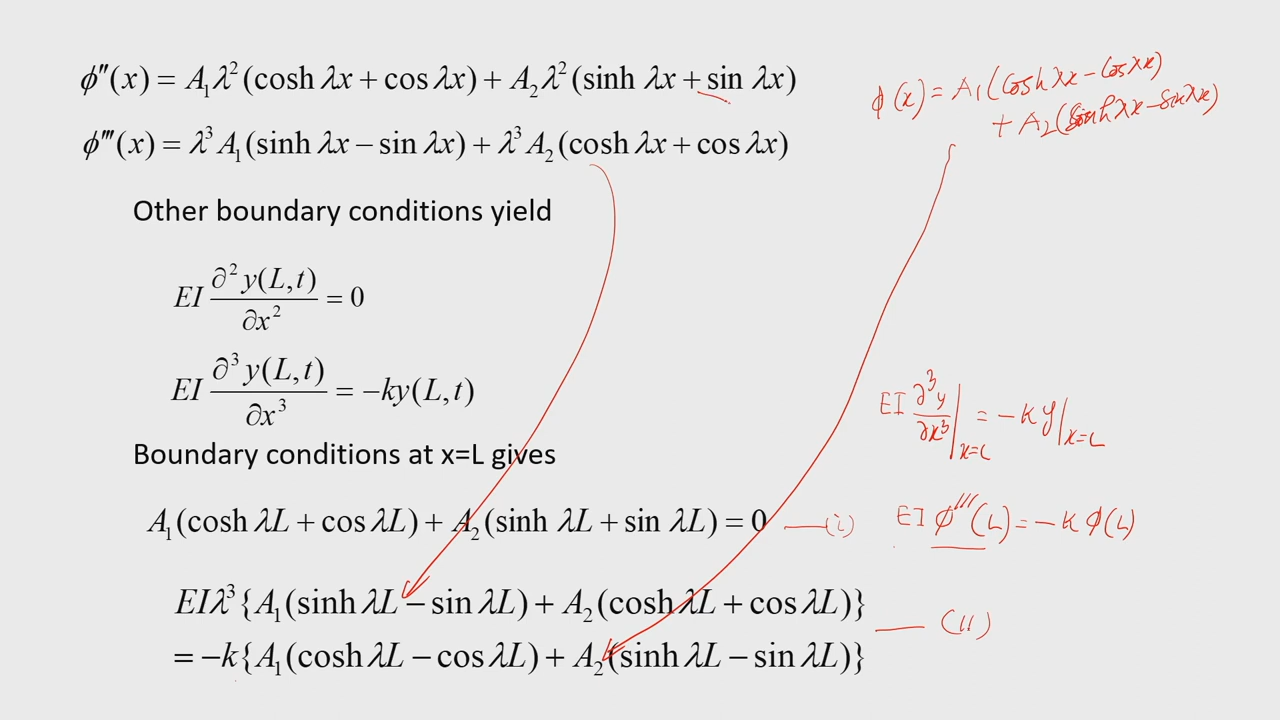 ϕ″(x) = A₁λ²(cosh λx + cos λx) + A₂λ²(sinh λx + sin λx)
ϕ‴(x) = λ³A₁(sinh λx − sin λx) + λ³A₂(cosh λx + cos λx)
ϕ(x) = A₁(cosh λx − cos λx)
+ A₂(sinh λx − sin λx)
Other boundary conditions yield
EI ∂²y(L,t)/∂x² = 0
EI ∂³y(L,t)/∂x³ = −ky(L,t)
EI ∂³y/∂x³|x=L = −Ky|x=L
Boundary conditions at x=L gives
A₁(cosh λL + cos λL) + A₂(sinh λL + sin λL) = 0 —(i)
EI ϕ‴(L) = −K ϕ(L)
EIλ³{A₁(sinh λL − sin λL) + A₂(cosh λL + cos λL)}
= −k{A₁(cosh λL − cos λL) + A₂(sinh λL − sin λL)}
— (ii)